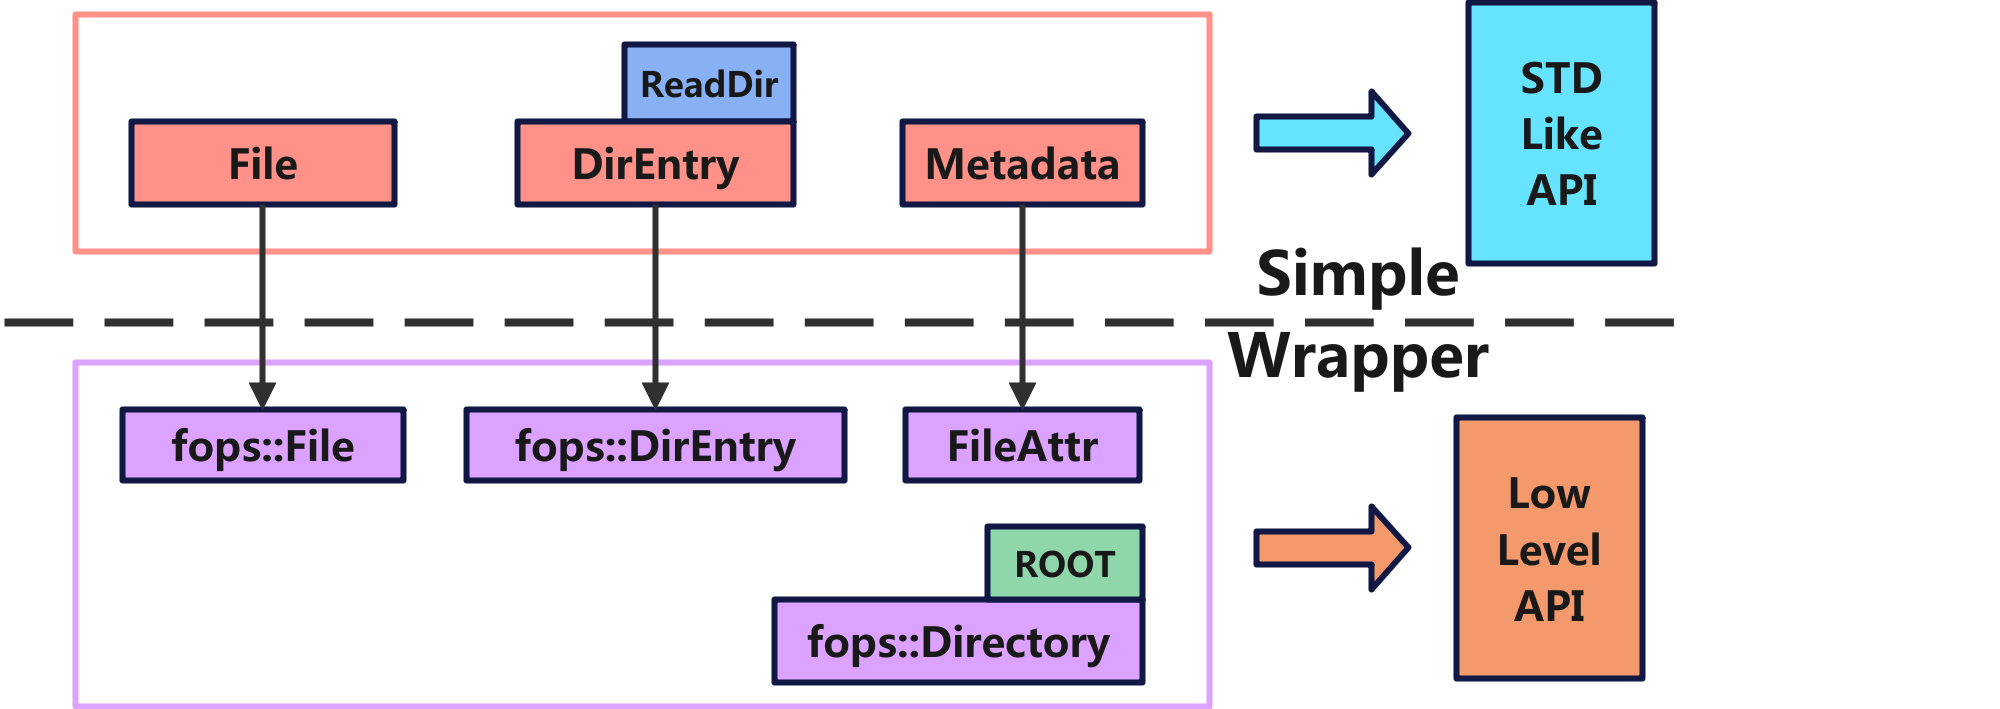 ReadDir
File
DirEntry
Metadata
STD
Like
API
Simple
Wrapper
fops::File
fops::DirEntry
FileAttr
ROOT
fops::Directory
Low
Level
API